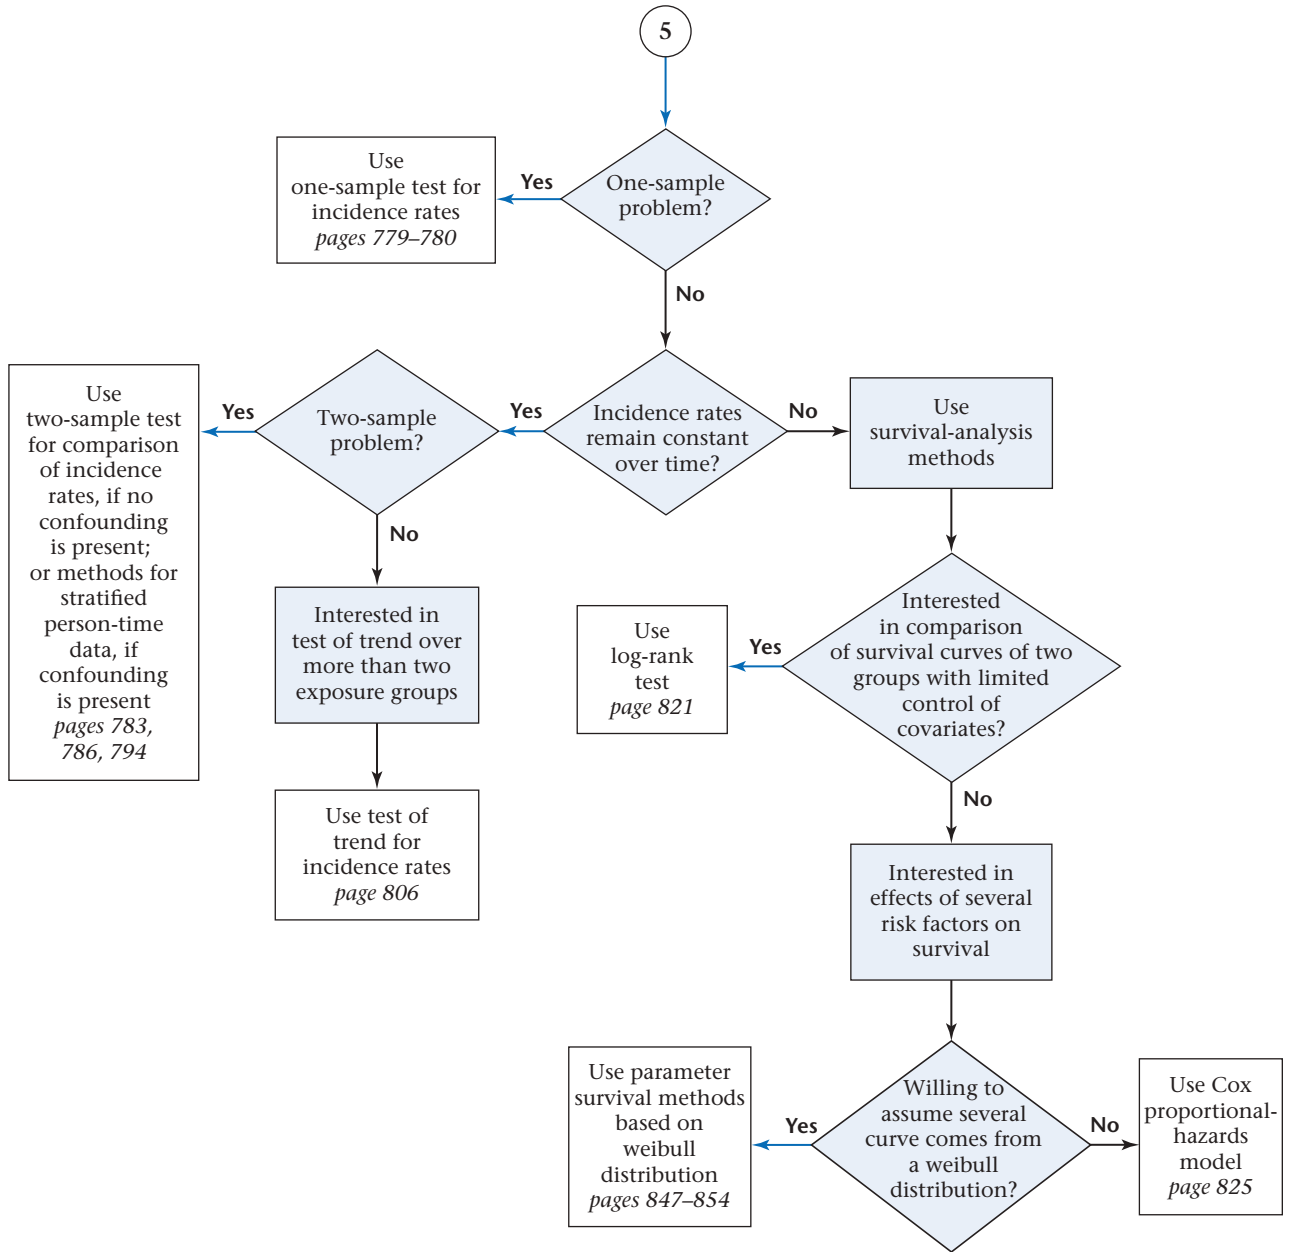 5
One-sample
problem?
Yes
Use
one-sample test for
incidence rates
pages 779–780
No
Incidence rates
remain constant
over time?
Yes
Two-sample
problem?
Yes
Use
two-sample test
for comparison
of incidence
rates, if no
confounding
is present;
or methods for
stratified
person-time
data, if
confounding
is present
pages 783,
786, 794
No
Interested in
test of trend over
more than two
exposure groups
Use test of
trend for
incidence rates
page 806
No
Use
survival-analysis
methods
Interested
in comparison
of survival curves of two
groups with limited
control of
covariates?
Yes
Use
log-rank
test
page 821
No
Interested in
effects of several
risk factors on
survival
Willing to
assume several
curve comes from
a weibull
distribution?
Yes
Use parameter
survival methods
based on
weibull
distribution
pages 847–854
No
Use Cox
proportional-
hazards
model
page 825